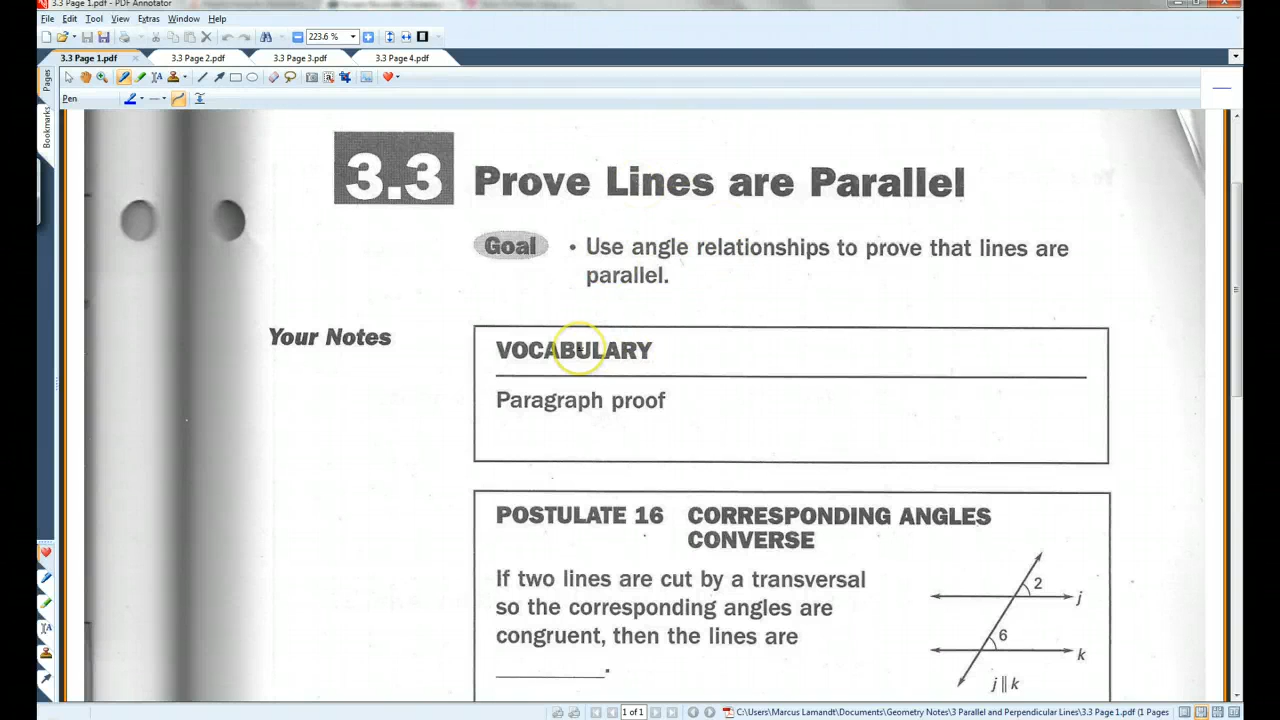 3.3 Page 1.pdf - PDF Annotator
File Edit Tool View Extras Window Help
223.6 %
3.3 Page 1.pdf 3.3 Page 2.pdf 3.3 Page 3.pdf 3.3 Page 4.pdf
Pen
Pages
Bookmarks
3.3 Prove Lines are Parallel
Goal • Use angle relationships to prove that lines are
parallel.
Your Notes
VOCABULARY
Paragraph proof
POSTULATE 16 CORRESPONDING ANGLES
CONVERSE
If two lines are cut by a transversal
so the corresponding angles are
congruent, then the lines are
__________.
2
j
6
k
j ∥ k
1 of 1
C:\Users\Marcus Lamandt\Documents\Geometry Notes\3 Parallel and Perpendicular Lines\3.3 Page 1.pdf (1 Pages